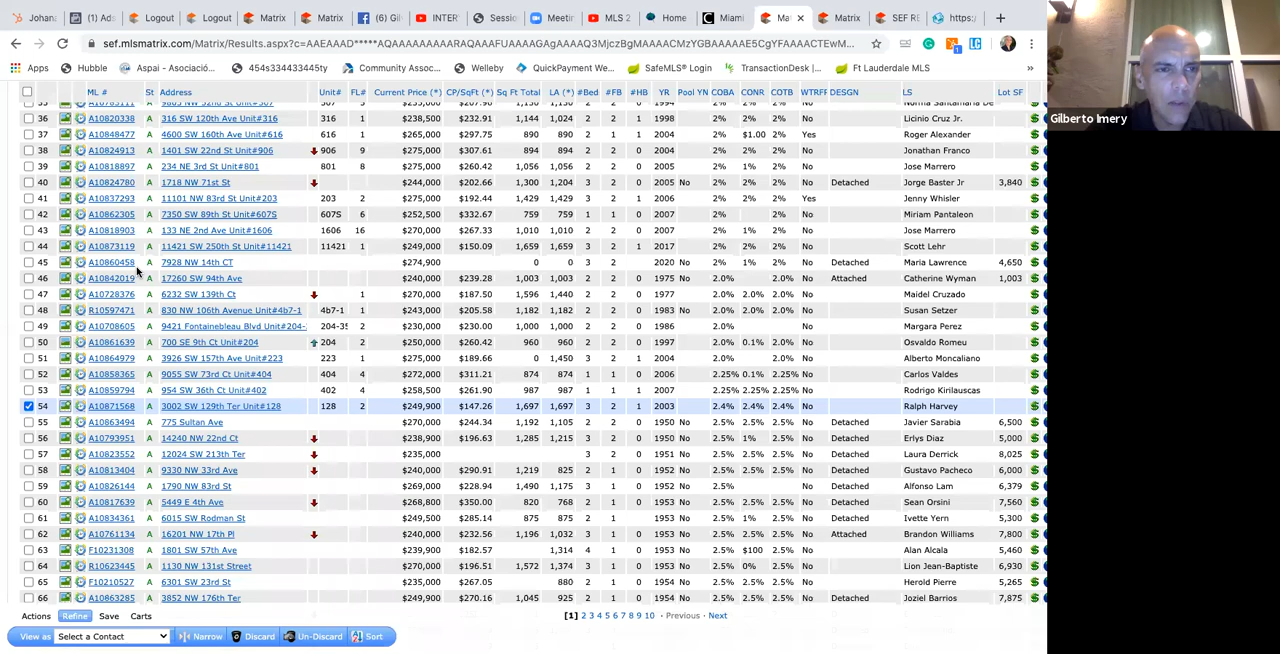 Johan (1) Ads Logout Logout Matrix Matrix (6) Gil INTER Sessio Meetin MLS 2 Home Miami Ma Matrix SEF RE https:/
sef.mlsmatrix.com/Matrix/Results.aspx?c=AAEAAAD*****AQAAAAAAAAARAQAAAFUAAAAGAgAAAAQ3MjczBgMAAAACMzYGBAAAAAE5CgYFAAAACTEwM...
Apps Hubble Aspai - Asociació... 454s334433445ty Community Assoc... Welleby QuickPayment We... SafeMLS® Login TransactionDesk |... Ft Lauderdale MLS »
ML # St Address Unit# FL# Current Price (*) CP/SqFt (*) Sq Ft Total LA (*) #Bed #FB #HB YR Pool YN COBA CONR COTB WTRFF DESGN LS Lot SF
36 A10820338 A 316 SW 120th Ave Unit#316 316 1 $238,500 $232.91 1,144 1,024 2 2 1 1998 2% 2% 2% No Licinio Cruz Jr.
37 A10848477 A 4600 SW 160th Ave Unit#616 616 1 $265,000 $297.75 890 890 2 2 0 2004 2% $1.00 2% Yes Roger Alexander
38 A10824913 A 1401 SW 22nd St Unit#906 906 9 $275,000 $307.61 894 894 2 2 0 2004 2% 2% 2% No Jonathan Franco
39 A10818897 A 234 NE 3rd St Unit#801 801 8 $275,000 $260.42 1,056 1,056 2 2 0 2005 2% 1% 2% No Jose Marrero
40 A10824780 A 1718 NW 71st St $244,000 $202.66 1,300 1,204 3 2 0 2005 No 2% 2% 2% No Detached Jorge Baster Jr 3,840
41 A10837293 A 11101 NW 83rd St Unit#203 203 2 $275,000 $192.44 1,429 1,429 3 2 1 2006 2% 2% 2% Yes Jenny Whisler
42 A10862305 A 7350 SW 89th St Unit#607S 607S 6 $252,500 $332.67 759 759 1 1 0 2007 2% 2% No Miriam Pantaleon
43 A10818903 A 133 NE 2nd Ave Unit#1606 1606 16 $270,000 $267.33 1,010 1,010 2 2 0 2007 2% 1% 2% No Jose Marrero
44 A10873119 A 11421 SW 250th St Unit#11421 11421 1 $249,000 $150.09 1,659 1,659 3 2 1 2017 2% 2% 2% No Scott Lehr
45 A10860458 A 7928 NW 14th CT $274,900 0 0 3 2 2020 No 2% 1% 2% No Detached Maria Lawrence 4,650
46 A10842019 A 17260 SW 94th Ave $240,000 $239.28 1,003 1,003 2 2 0 1975 No 2.0% 2.0% No Attached Catherine Wyman 1,003
47 A10728376 A 6232 SW 139th Ct 1 $270,000 $187.50 1,596 1,440 2 2 0 1977 2.0% 2.0% 2.0% No Maidel Cruzado
48 R10597471 A 830 NW 106th Avenue Unit#4b7-1 4b7-1 1 $243,000 $205.58 1,182 1,182 2 2 0 1983 No 2.0% 2.0% 2.0% No Susan Setzer
49 A10708605 A 9421 Fontainebleau Blvd Unit#204- 204-35 2 $230,000 $230.00 1,000 1,000 2 2 0 1986 2.0% No Margara Perez
50 A10861639 A 700 SE 9th Ct Unit#204 204 2 $250,000 $260.42 960 960 2 2 0 1997 2.0% 0.1% 2.0% No Osvaldo Romeu
51 A10864979 A 3926 SW 157th Ave Unit#223 223 1 $275,000 $189.66 0 1,450 3 2 1 2004 2.0% No Alberto Moncaliano
52 A10858365 A 9055 SW 73rd Ct Unit#404 404 4 $272,000 $311.21 874 874 1 1 0 2006 2.25% 0.1% 2.25% No Carlos Valdes
53 A10859794 A 954 SW 36th Ct Unit#402 402 4 $258,500 $261.90 987 987 1 1 1 2007 2.25% 2.25% 2.25% No Rodrigo Kirilauscas
54 A10871568 A 3002 SW 129th Ter Unit#128 128 2 $249,900 $147.26 1,697 1,697 3 2 1 2003 2.4% 2.4% 2.4% No Ralph Harvey
55 A10863494 A 775 Sultan Ave $270,000 $244.34 1,192 1,105 2 2 0 1950 No 2.5% 2.5% 2.5% No Detached Javier Sarabia 6,500
56 A10793951 A 14240 NW 22nd Ct $238,900 $196.63 1,285 1,215 3 2 0 1950 No 2.5% 1% 2.5% No Detached Erlys Diaz 5,000
57 A10823552 A 12024 SW 213th Ter $235,000 3 2 0 1951 No 2.5% 2.5% 2.5% No Detached Laura Derrick 8,025
58 A10813404 A 9330 NW 33rd Ave $240,000 $290.91 1,219 825 2 1 0 1952 No 2.5% 2.5% 2.5% No Detached Gustavo Pacheco 6,000
59 A10826144 A 1790 NW 83rd St $269,000 $228.94 1,490 1,175 3 1 0 1952 No 2.5% 2.5% 2.5% No Detached Alfonso Lam 6,379
60 A10817639 A 5449 E 4th Ave $268,800 $350.00 820 768 2 1 0 1953 No 2.5% 2.5% 2.5% No Detached Sean Orsini 7,560
61 A10834361 A 6015 SW Rodman St $249,500 $285.14 875 875 2 1 0 1953 No 2.5% 1% 2.5% No Detached Ivette Yern 5,300
62 A10761134 A 16201 NW 17th Pl $240,000 $232.56 1,196 1,032 3 1 0 1953 No 2.5% 2.5% 2.5% No Attached Brandon Williams 7,800
63 F10231308 A 1801 SW 57th Ave $239,900 $182.57 1,314 4 1 0 1953 No 2.5% $100 2.5% No Alan Alcala 5,460
64 R10623445 A 1130 NW 131st Street $270,000 $196.51 1,572 1,374 3 1 0 1953 No 2.5% 0% 2.5% No Lion Jean-Baptiste 6,930
65 F10210527 A 6301 SW 23rd St $235,000 $267.05 880 2 1 0 1954 No 2.5% 2.5% 2.5% No Herold Pierre 5,265
66 A10863285 A 3852 NW 176th Ter $249,900 $270.16 1,045 925 2 1 0 1954 No 2.5% 2.5% 2.5% No Detached Joziel Barrios 7,875
Actions Refine Save Carts [1] 2 3 4 5 6 7 8 9 10 · Previous · Next
View as Select a Contact Narrow Discard Un-Discard Sort
Gilberto Imery